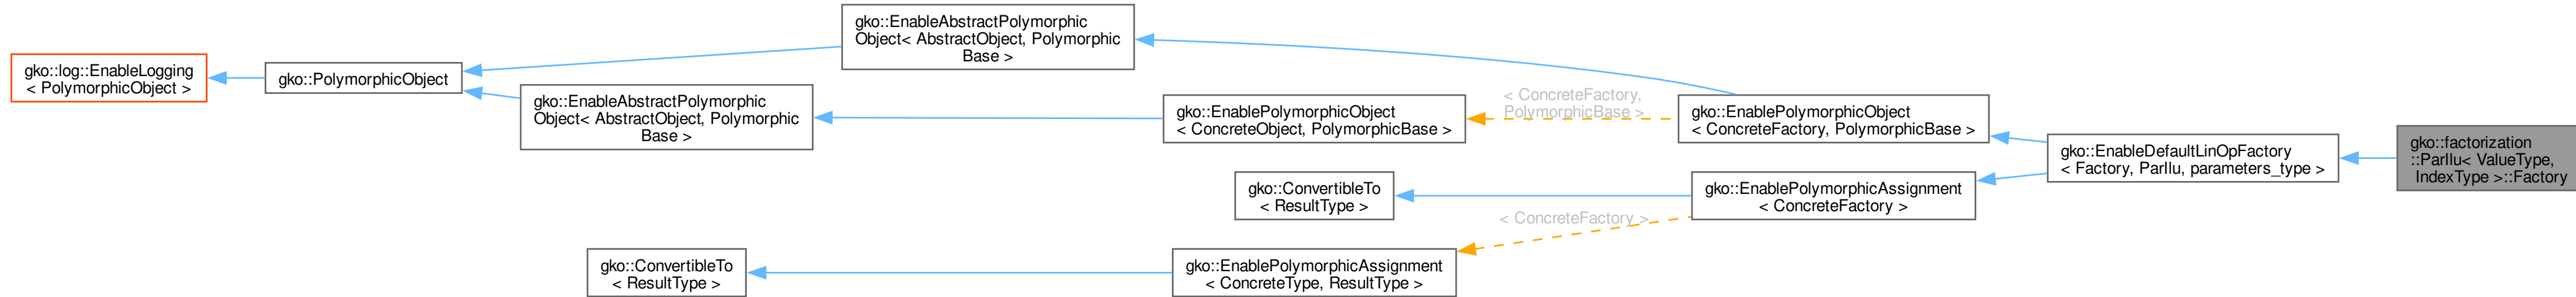 gko::log::EnableLogging
< PolymorphicObject >
gko::PolymorphicObject
gko::EnableAbstractPolymorphic
Object< AbstractObject, Polymorphic
Base >
gko::EnableAbstractPolymorphic
Object< AbstractObject, Polymorphic
Base >
gko::EnablePolymorphicObject
< ConcreteObject, PolymorphicBase >
< ConcreteFactory,
PolymorphicBase >
gko::EnablePolymorphicObject
< ConcreteFactory, PolymorphicBase >
gko::ConvertibleTo
< ResultType >
gko::EnablePolymorphicAssignment
< ConcreteFactory >
< ConcreteFactory >
gko::ConvertibleTo
< ResultType >
gko::EnablePolymorphicAssignment
< ConcreteType, ResultType >
gko::EnableDefaultLinOpFactory
< Factory, ParIlu, parameters_type >
gko::factorization
::ParIlu< ValueType,
IndexType >::Factory